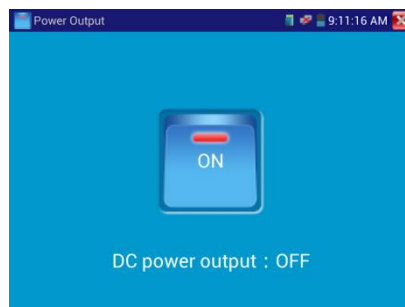 Power Output
9:11:16 AM
ON
DC power output : OFF